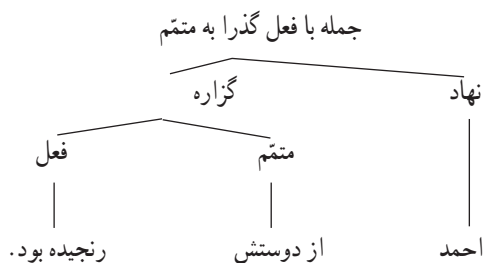 جمله با فعل گذرا به متمّم
نهاد گزاره
متمّم فعل
احمد از دوستش رنجیده بود.